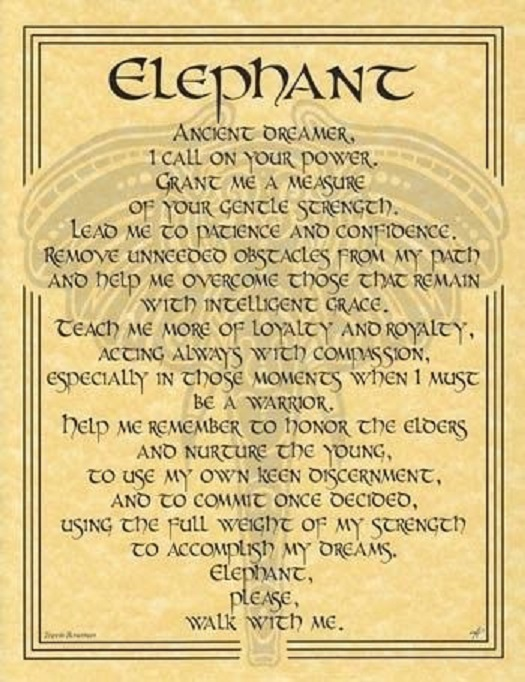 Elephant
Ancient dreamer,
I call on your power.
Grant me a measure
of your gentle strength.
Lead me to patience and confidence.
Remove unneeded obstacles from my path
and help me overcome those that remain
with intelligent grace.
Teach me more of loyalty and royalty,
acting always with compassion,
especially in those moments when I must
be a warrior.
Help me remember to honor the elders
and nurture the young,
to use my own keen discernment,
and to commit once decided,
using the full weight of my strength
to accomplish my dreams.
Elephant,
please,
walk with me.
Travis Bowman